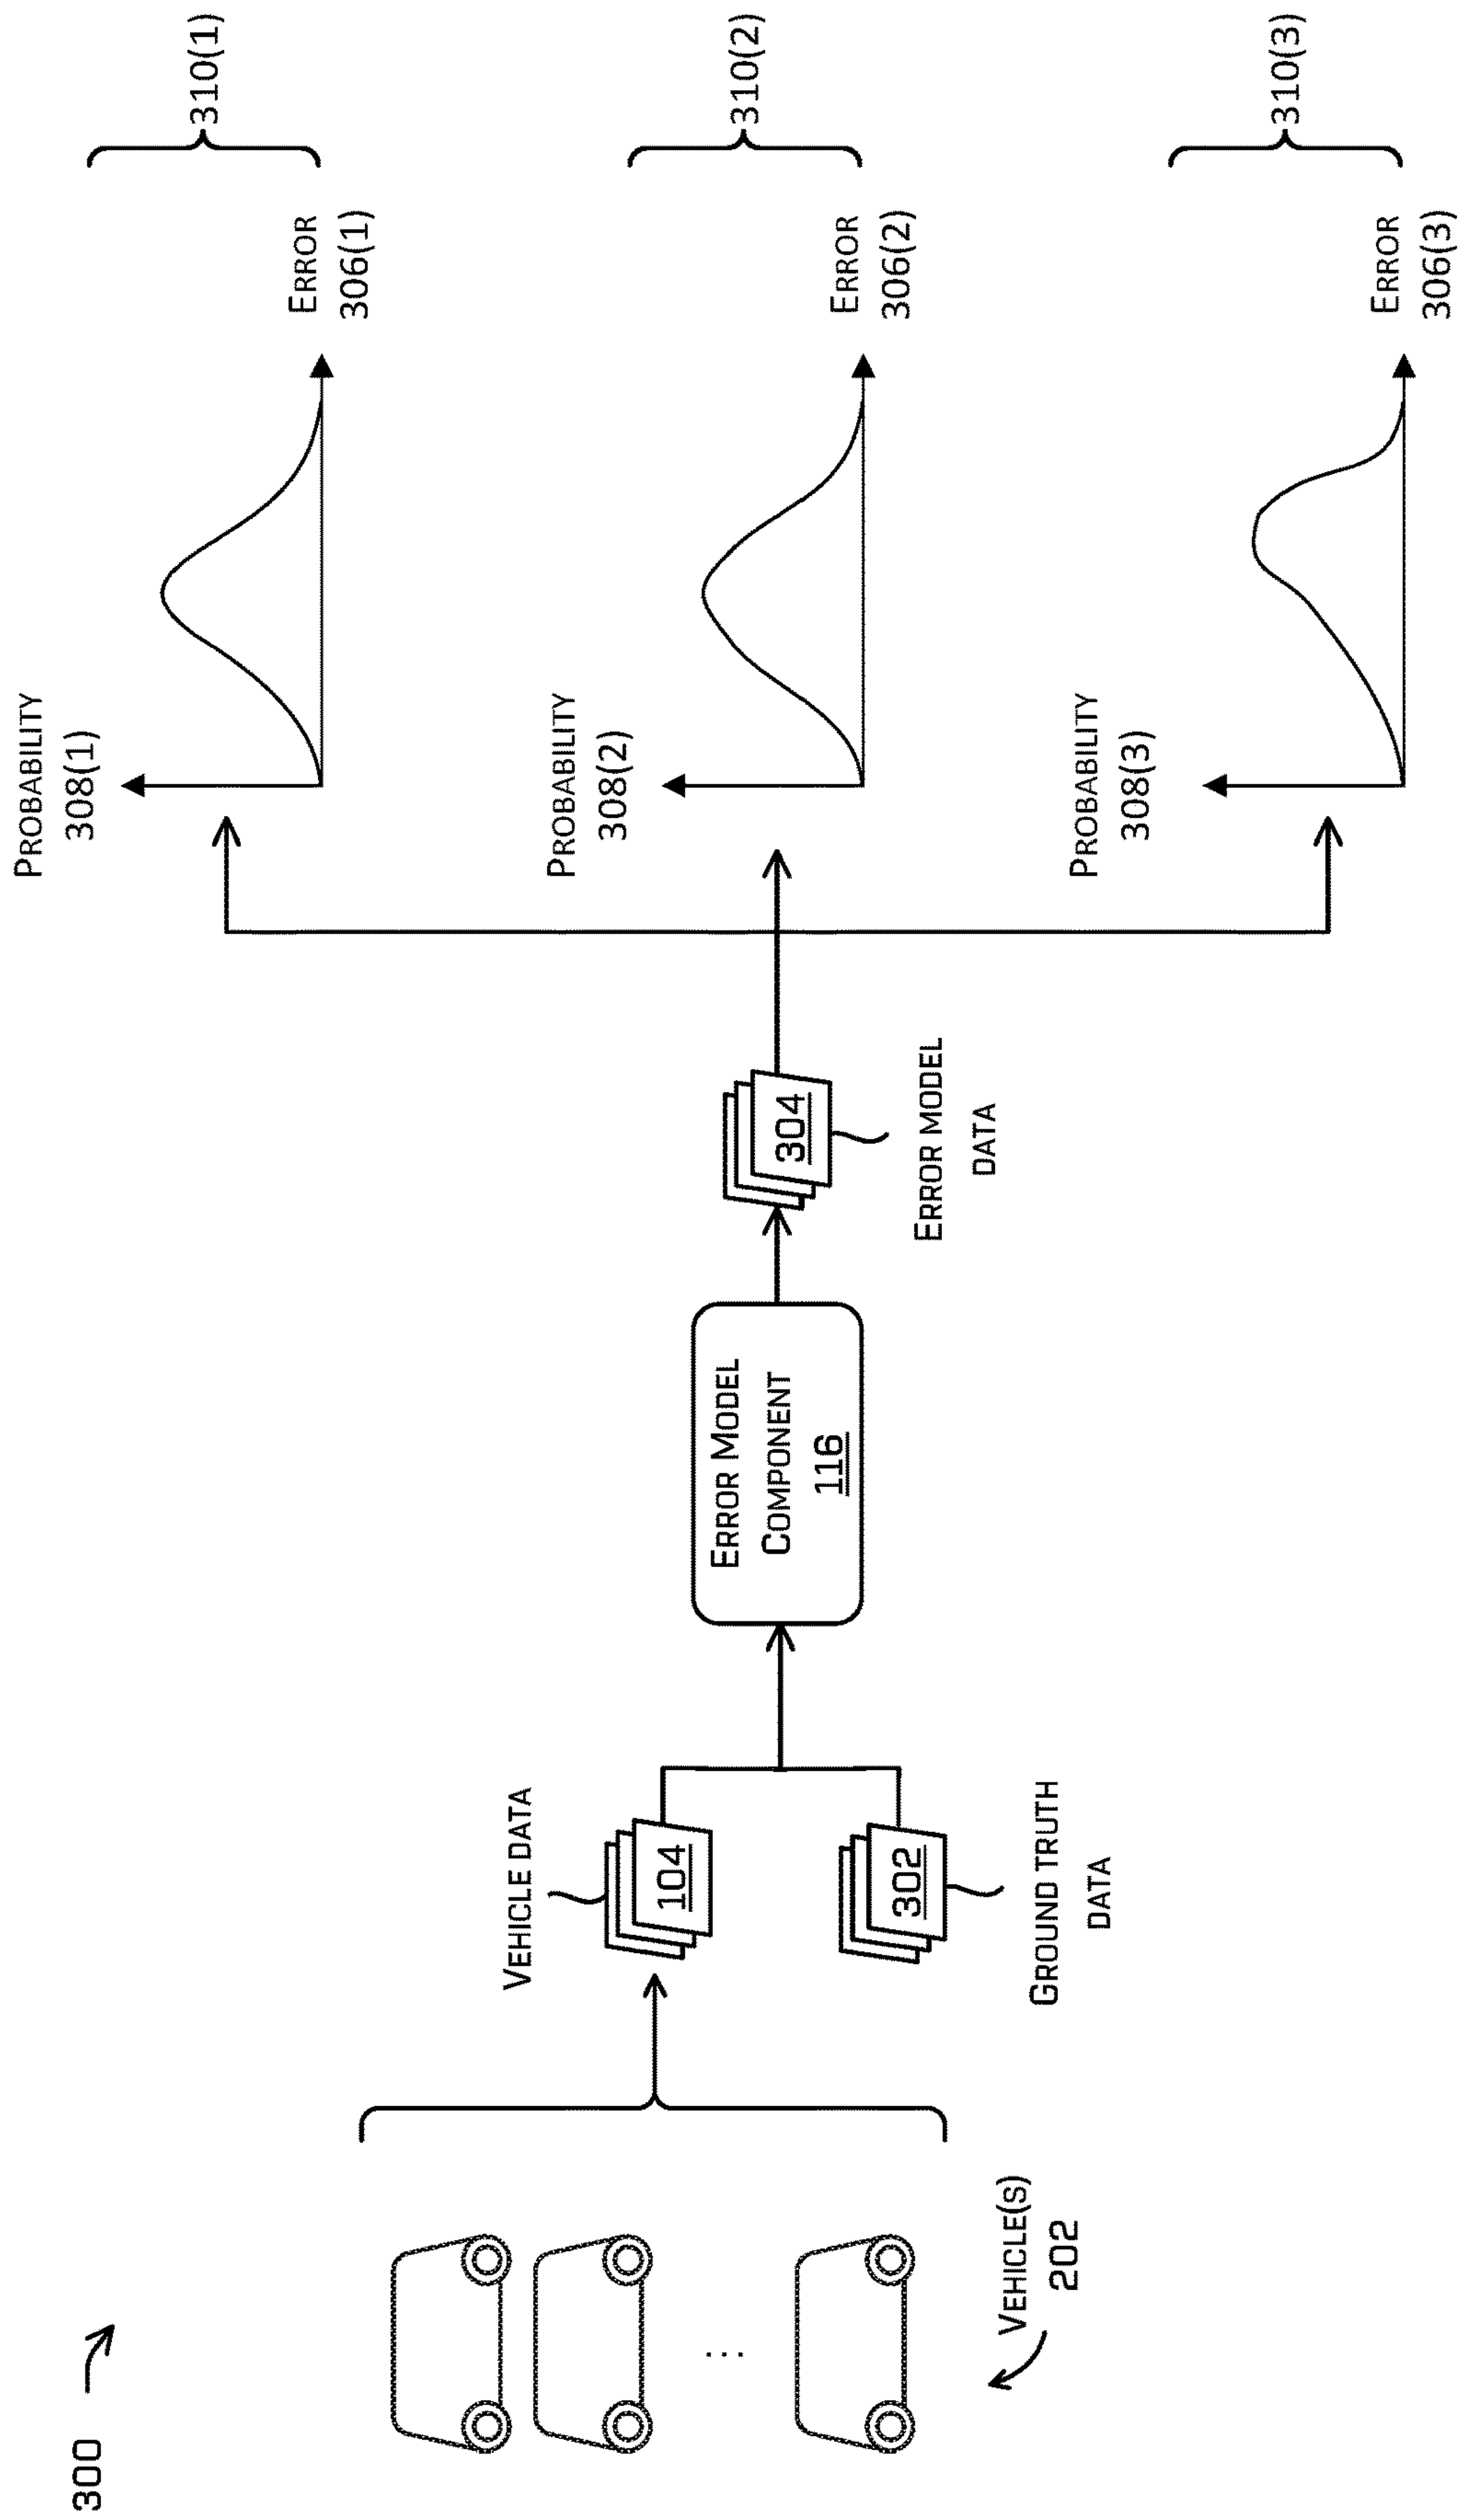 300
VEHICLE(S)
202
VEHICLE DATA
104
302
GROUND TRUTH
DATA
ERROR MODEL
COMPONENT
116
304
ERROR MODEL
DATA
PROBABILITY
308(1)
ERROR
306(1)
310(1)
PROBABILITY
308(2)
ERROR
306(2)
310(2)
PROBABILITY
308(3)
ERROR
306(3)
310(3)